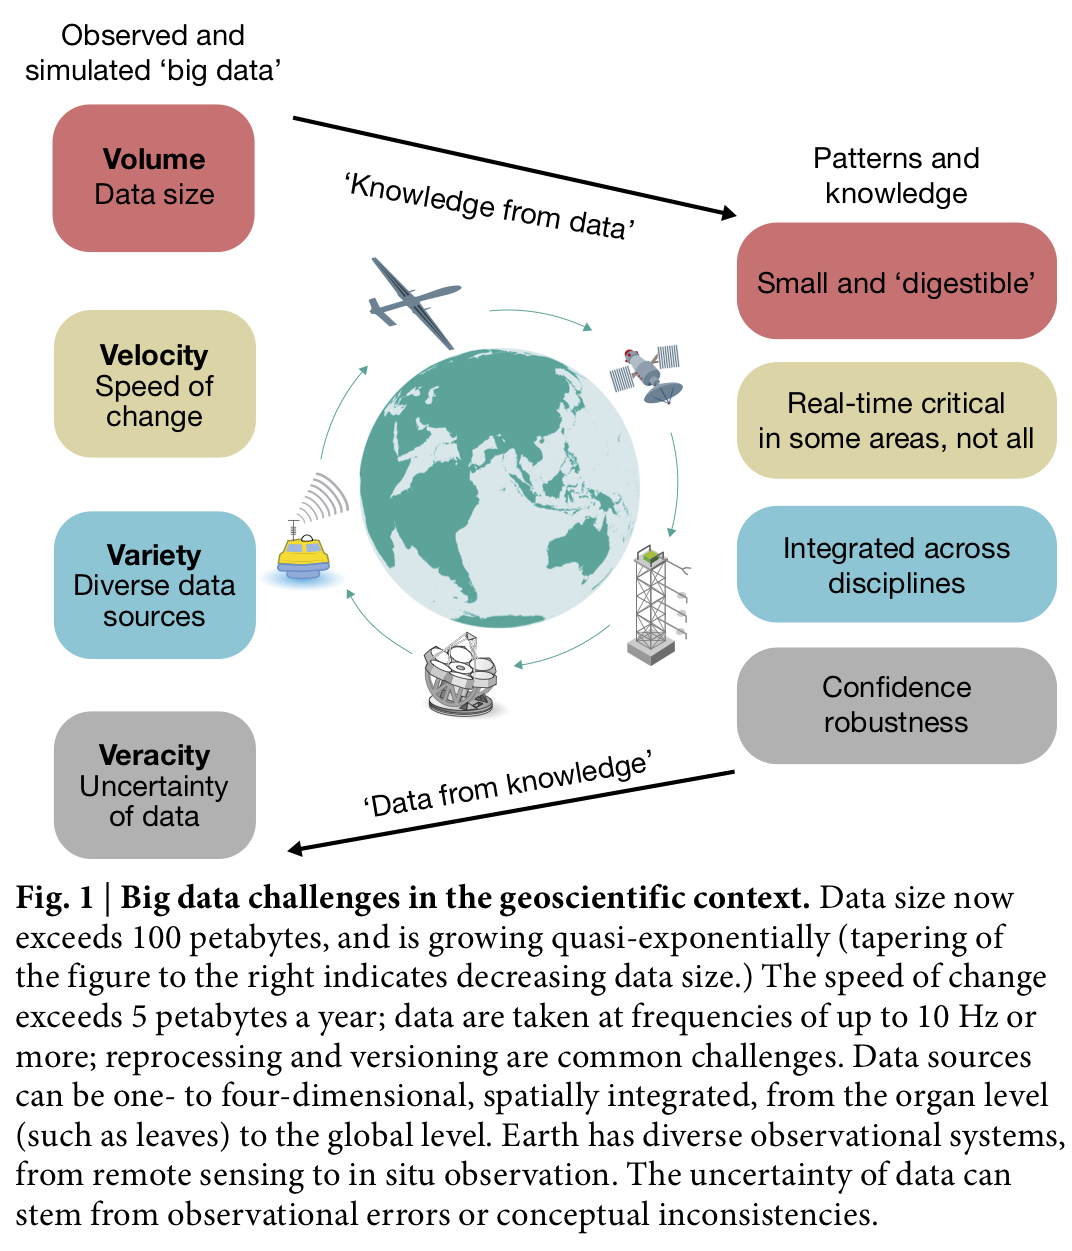 Observed and
simulated ‘big data’
Volume
Data size
Velocity
Speed of
change
Variety
Diverse data
sources
Veracity
Uncertainty
of data
‘Knowledge from data’
‘Data from knowledge’
Patterns and
knowledge
Small and ‘digestible’
Real-time critical
in some areas, not all
Integrated across
disciplines
Confidence
robustness
Fig. 1 | Big data challenges in the geoscientific context. Data size now
exceeds 100 petabytes, and is growing quasi-exponentially (tapering of
the figure to the right indicates decreasing data size.) The speed of change
exceeds 5 petabytes a year; data are taken at frequencies of up to 10 Hz or
more; reprocessing and versioning are common challenges. Data sources
can be one- to four-dimensional, spatially integrated, from the organ level
(such as leaves) to the global level. Earth has diverse observational systems,
from remote sensing to in situ observation. The uncertainty of data can
stem from observational errors or conceptual inconsistencies.